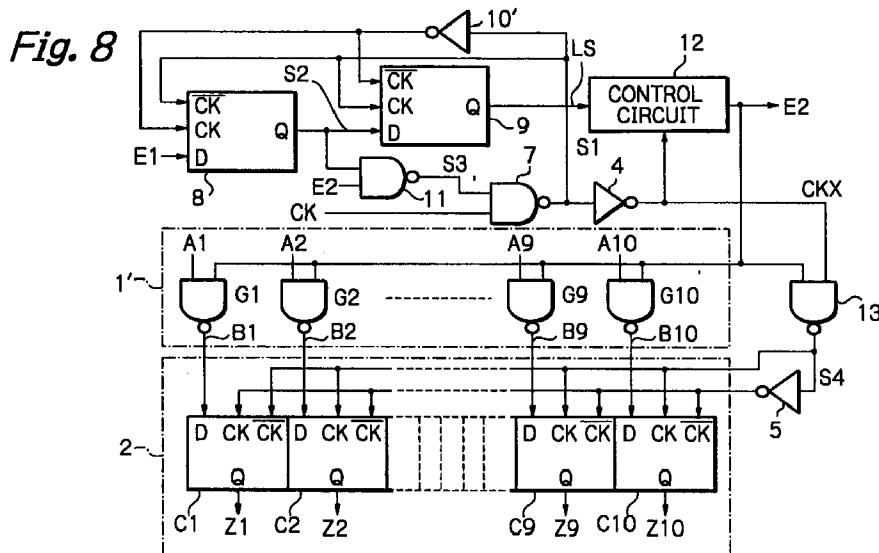 Fig. 8
10'
LS
12
CK
S2
CK
Q
CONTROL
CIRCUIT
E2
CK
Q
D
9
S1
CK
E1
D
8
S3
7
4
E2
11
CK
CKX
A1
A2
A9
A10
1'
G1
G2
G9
G10
13
B1
B2
B9
B10
S4
5
2
D CK CK D CK CK D CK CK D CK CK
Q Q Q Q
C1 Z1 C2 Z2 C9 Z9 C10 Z10